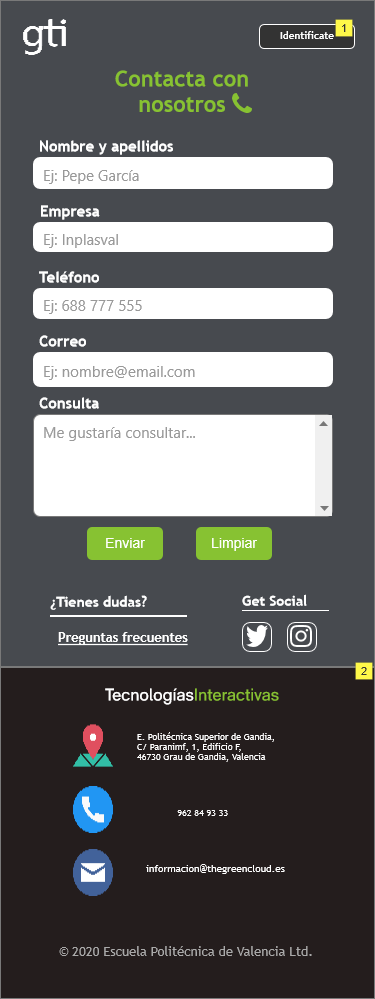 gti
Identifícate
1
Contacta con
nosotros
Nombre y apellidos
Ej: Pepe García
Empresa
Ej: Inplasval
Teléfono
Ej: 688 777 555
Correo
Ej: nombre@email.com
Consulta
Me gustaría consultar...
Enviar
Limpiar
¿Tienes dudas?
Get Social
Preguntas frecuentes
2
TecnologíasInteractivas
E. Politécnica Superior de Gandia,
C/ Paranimf, 1, Edificio F,
46730 Grau de Gandia, Valencia
962 84 93 33
informacion@thegreencloud.es
© 2020 Escuela Politécnica de Valencia Ltd.